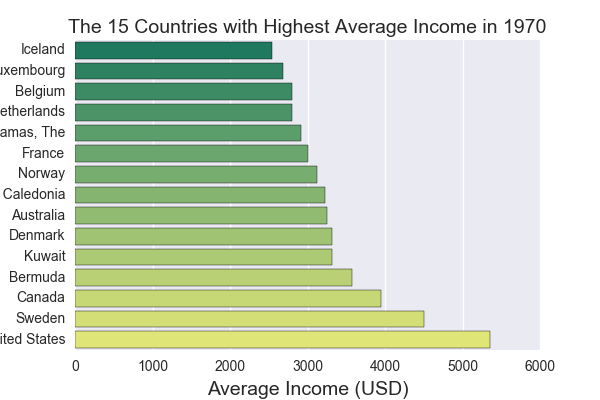 The 15 Countries with Highest Average Income in 1970
Iceland
uxembourg
Belgium
etherlands
amas, The
France
Norway
Caledonia
Australia
Denmark
Kuwait
Bermuda
Canada
Sweden
ited States
0 1000 2000 3000 4000 5000 6000
Average Income (USD)